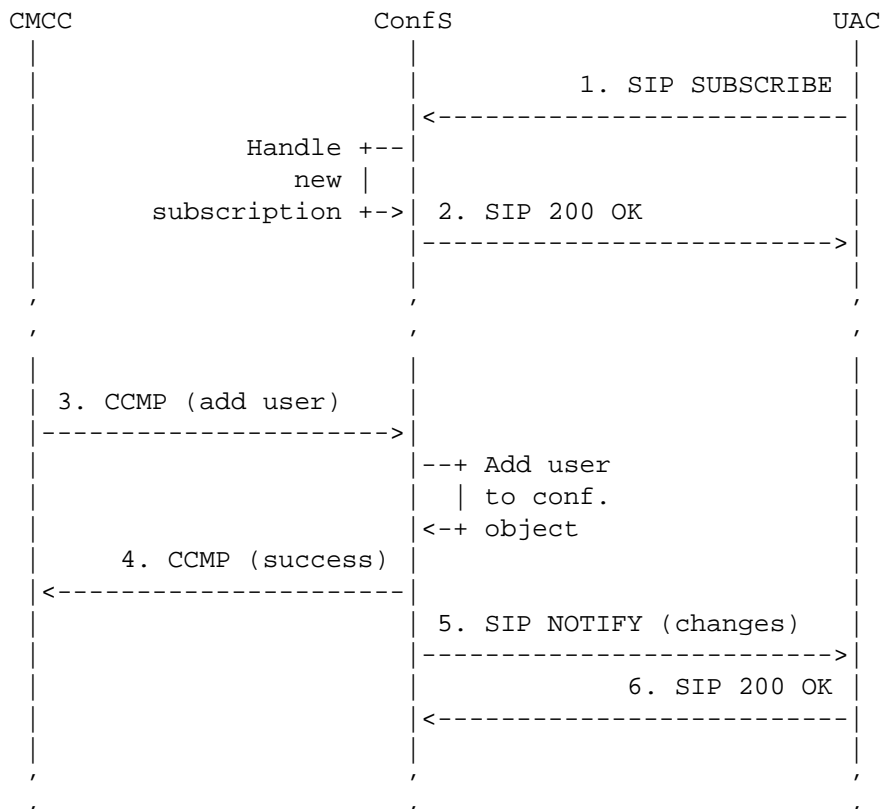 CMCC ConfS UAC
1. SIP SUBSCRIBE
Handle
new
subscription 2. SIP 200 OK
3. CCMP (add user)
Add user
to conf.
object
4. CCMP (success)
5. SIP NOTIFY (changes)
6. SIP 200 OK